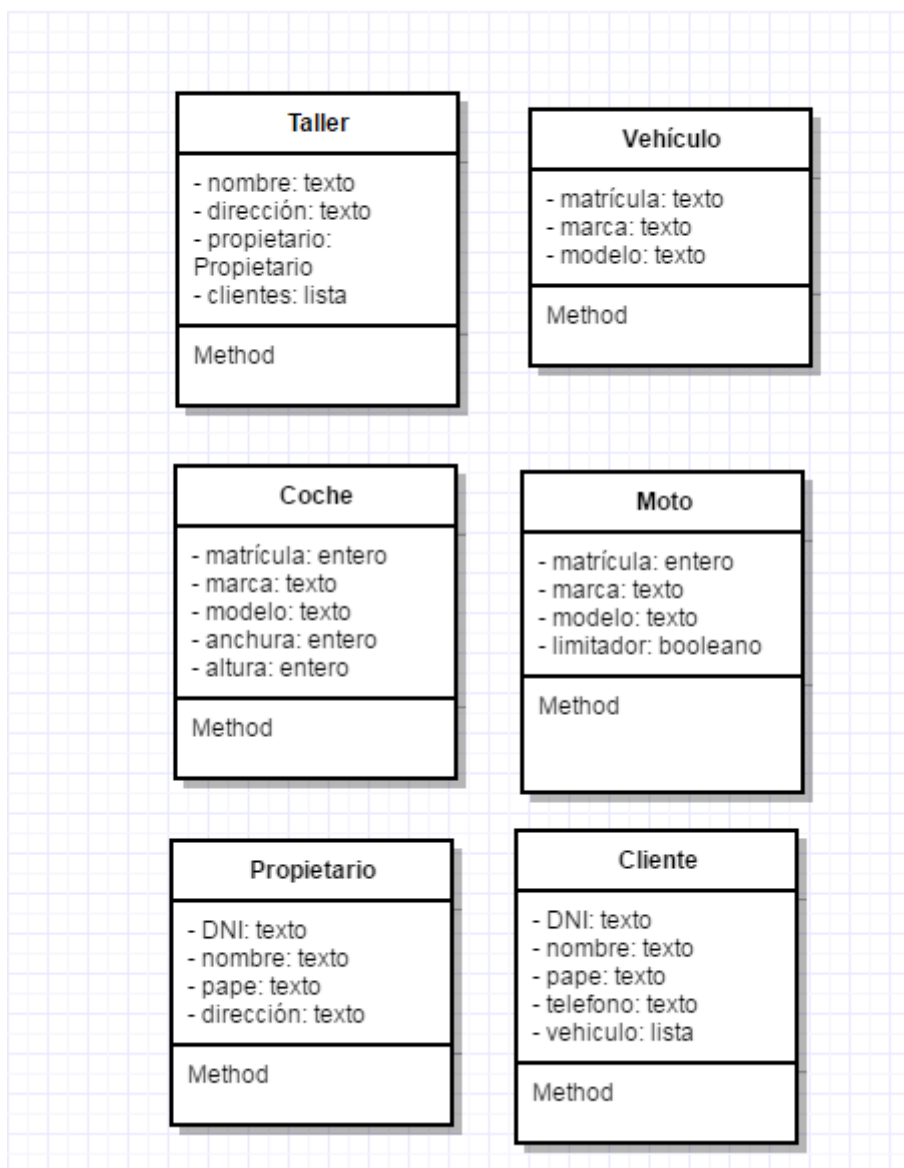 Taller
- nombre: texto
- dirección: texto
- propietario:
Propietario
- clientes: lista
Method
Vehículo
- matrícula: texto
- marca: texto
- modelo: texto
Method
Coche
- matrícula: entero
- marca: texto
- modelo: texto
- anchura: entero
- altura: entero
Method
Moto
- matrícula: entero
- marca: texto
- modelo: texto
- limitador: booleano
Method
Propietario
- DNI: texto
- nombre: texto
- pape: texto
- dirección: texto
Method
Cliente
- DNI: texto
- nombre: texto
- pape: texto
- telefono: texto
- vehiculo: lista
Method